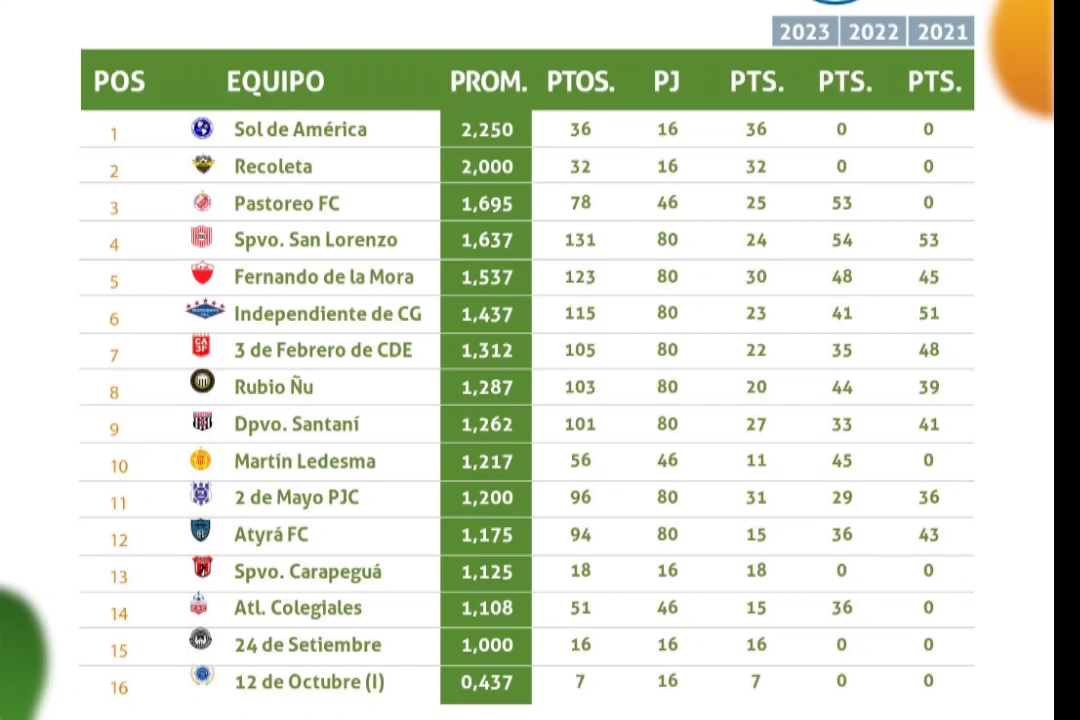 2023 2022 2021
POS EQUIPO PROM. PTOS. PJ PTS. PTS. PTS.
1 Sol de América 2,250 36 16 36 0 0
2 Recoleta 2,000 32 16 32 0 0
3 Pastoreo FC 1,695 78 46 25 53 0
4 Spvo. San Lorenzo 1,637 131 80 24 54 53
5 Fernando de la Mora 1,537 123 80 30 48 45
6 Independiente de CG 1,437 115 80 23 41 51
7 3 de Febrero de CDE 1,312 105 80 22 35 48
8 Rubio Ñu 1,287 103 80 20 44 39
9 Dpvo. Santaní 1,262 101 80 27 33 41
10 Martín Ledesma 1,217 56 46 11 45 0
11 2 de Mayo PJC 1,200 96 80 31 29 36
12 Atyrá FC 1,175 94 80 15 36 43
13 Spvo. Carapeguá 1,125 18 16 18 0 0
14 Atl. Colegiales 1,108 51 46 15 36 0
15 24 de Setiembre 1,000 16 16 16 0 0
16 12 de Octubre (I) 0,437 7 16 7 0 0